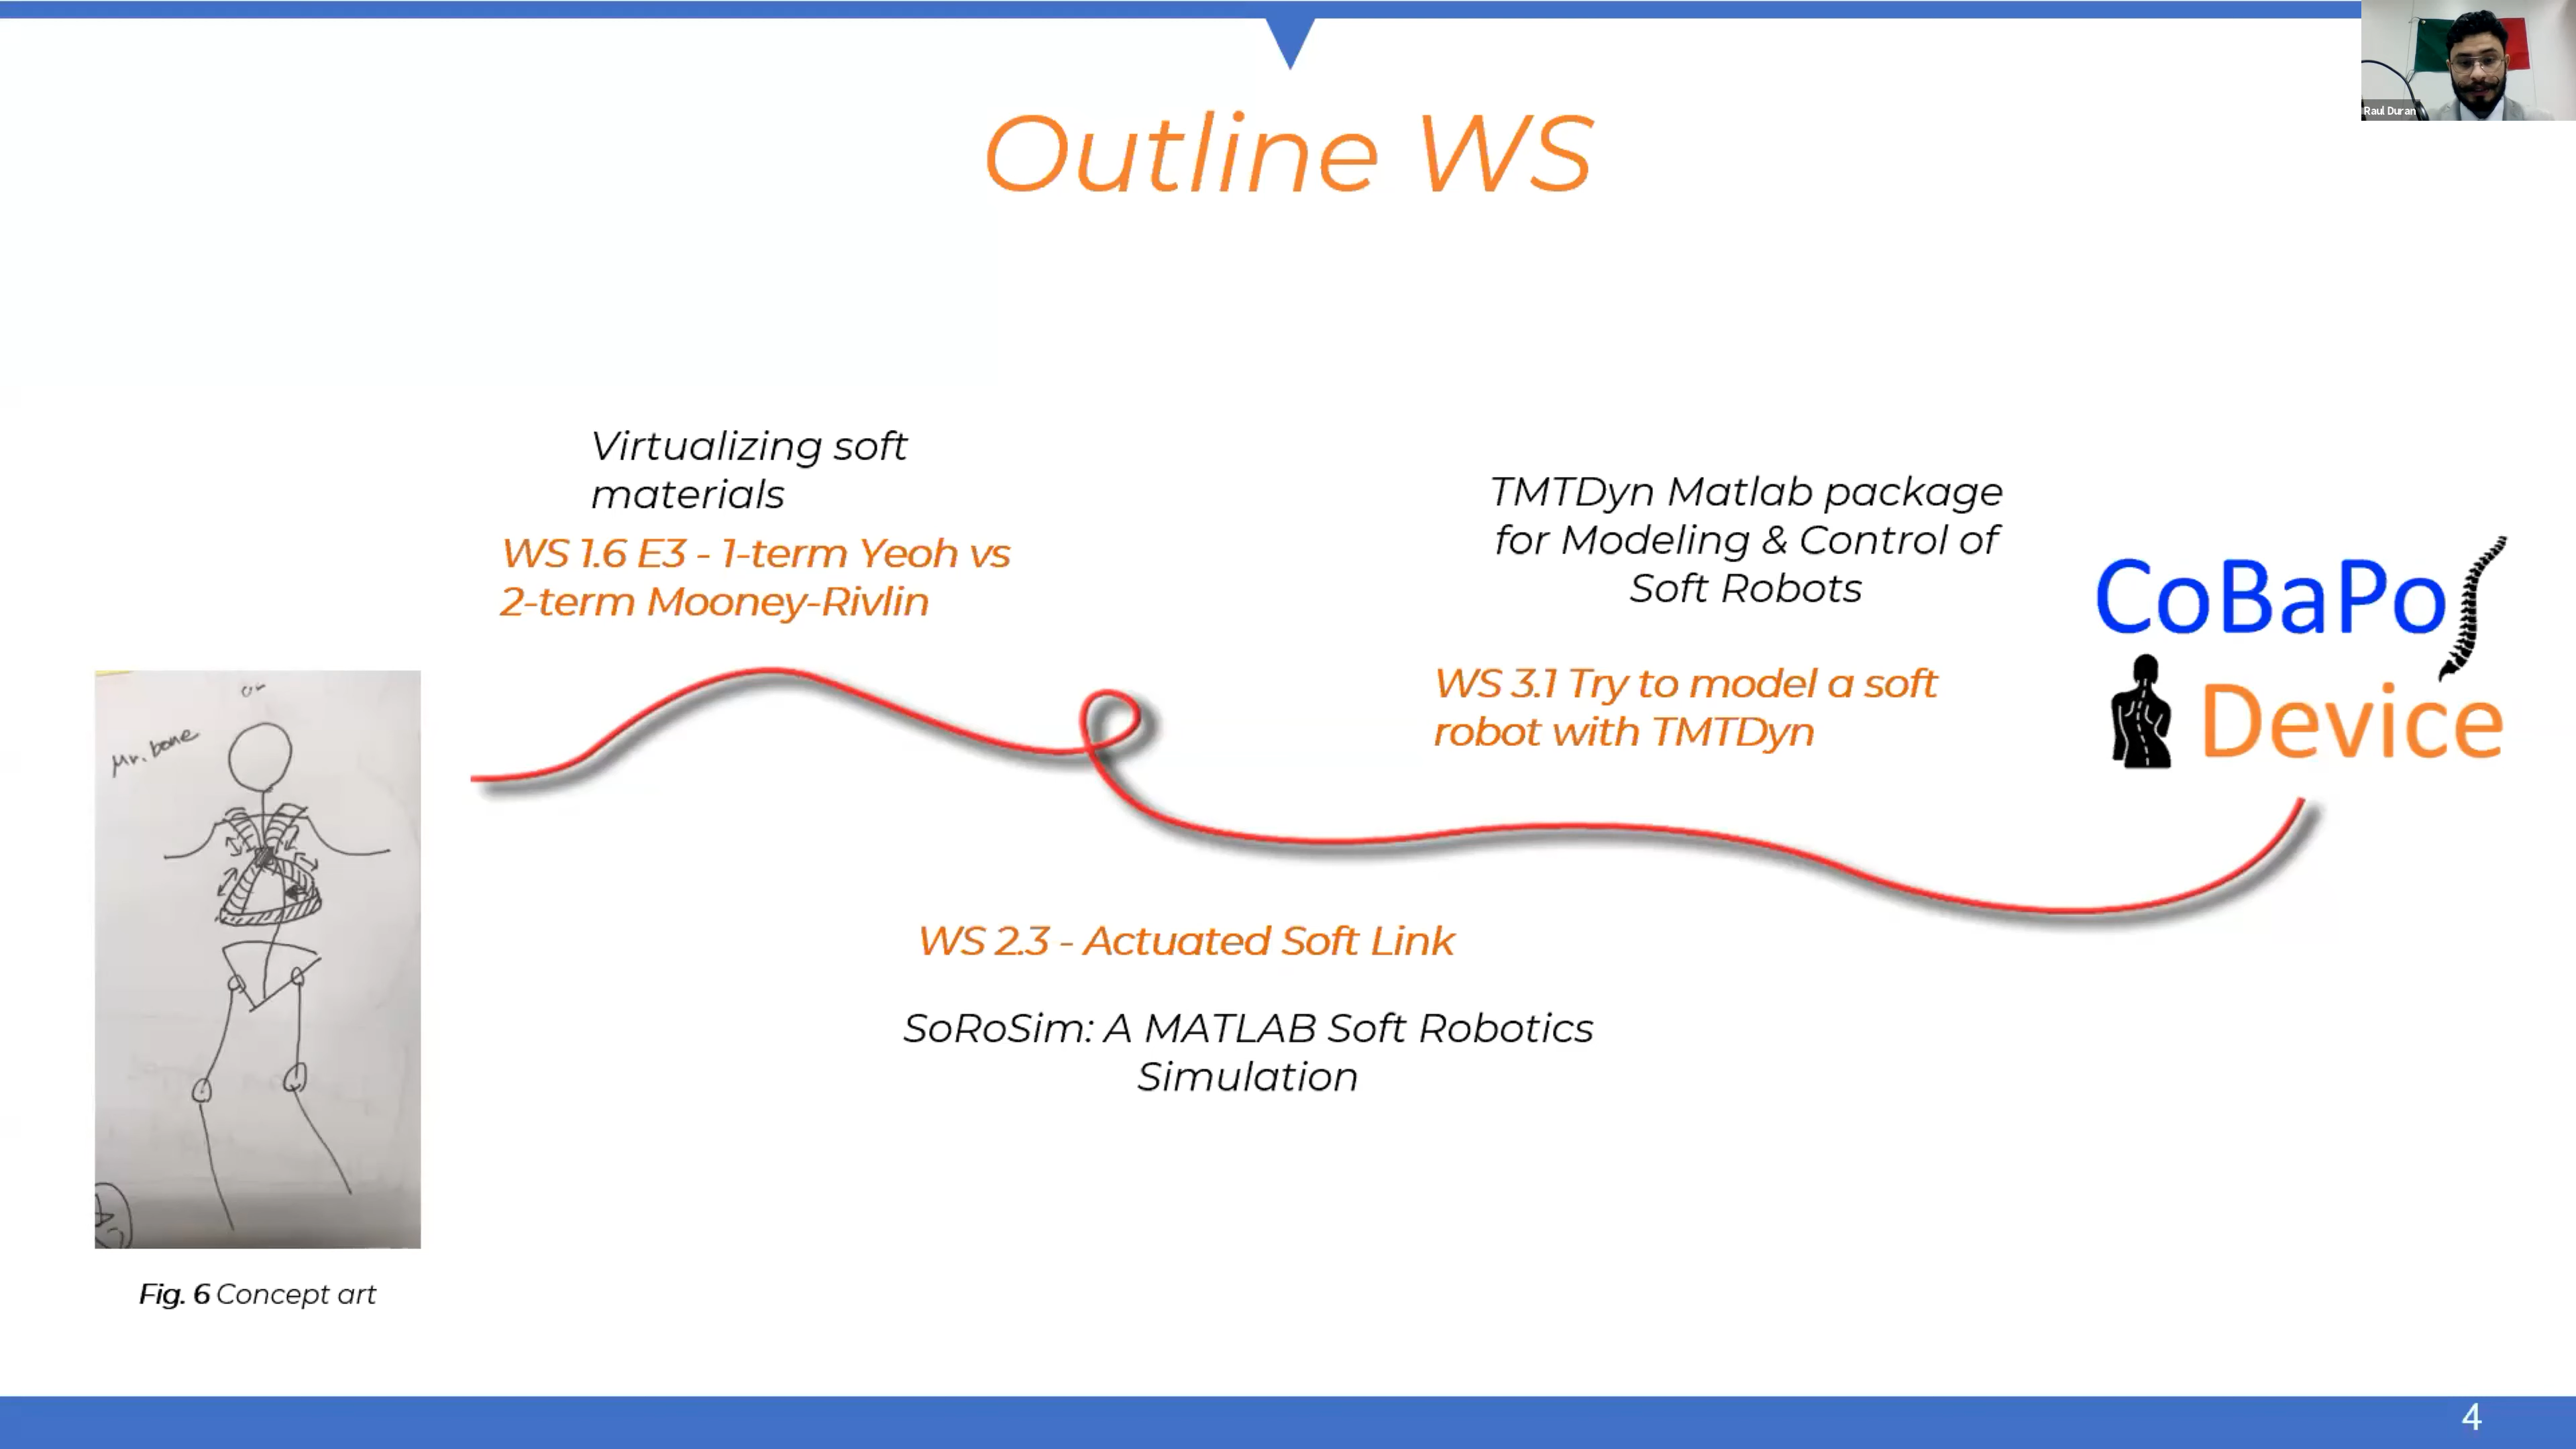 Raul Duran
Outline WS
Virtualizing soft
materials
WS 1.6 E3 - 1-term Yeoh vs
2-term Mooney-Rivlin
TMTDyn Matlab package
for Modeling & Control of
Soft Robots
WS 3.1 Try to model a soft
robot with TMTDyn
CoBaPo
Device
or
Mr. bone
WS 2.3 - Actuated Soft Link
SoRoSim: A MATLAB Soft Robotics
Simulation
Fig. 6 Concept art
4